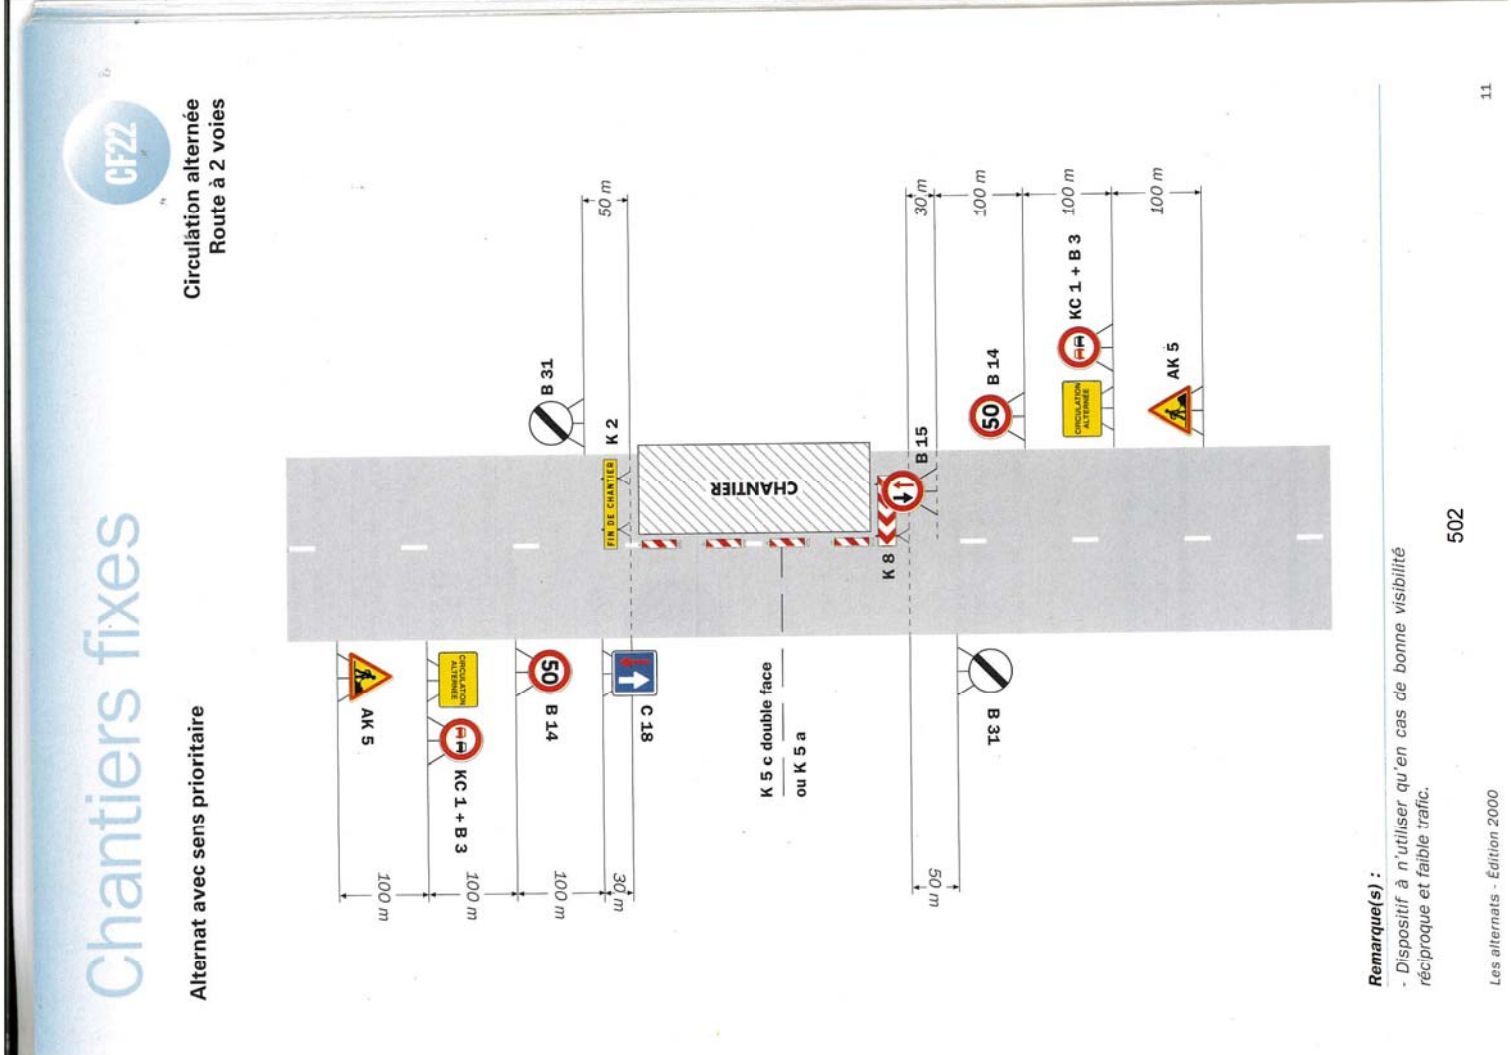 Chantiers fixes
CF22
Alternat avec sens prioritaire
Circulation alternée
Route à 2 voies
AK 5
100 m
CIRCULATION
ALTERNÉE
KC 1 + B 3
100 m
50
B 14
100 m
C 18
30 m
B 31
50 m
FIN DE CHANTIER
K 2
CHANTIER
K 5 c double face
ou K 5 a
K 8
B 15
30 m
B 31
50 m
50
B 14
100 m
CIRCULATION
ALTERNÉE
KC 1 + B 3
100 m
AK 5
100 m
Remarque(s) :
- Dispositif à n'utiliser qu'en cas de bonne visibilité
réciproque et faible trafic.
502
Les alternats - Édition 2000
11